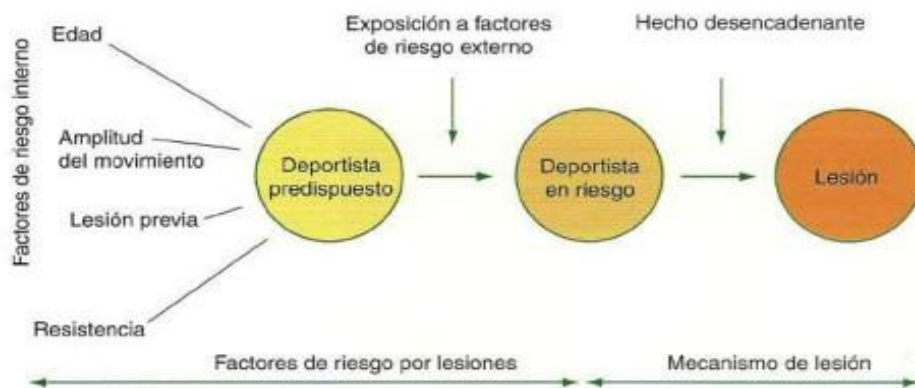 Factores de riesgo interno
Edad
Amplitud
del movimiento
Lesión previa
Resistencia
Exposición a factores
de riesgo externo
Hecho desencadenante
Deportista
predispuesto
Deportista
en riesgo
Lesión
Factores de riesgo por lesiones
Mecanismo de lesión